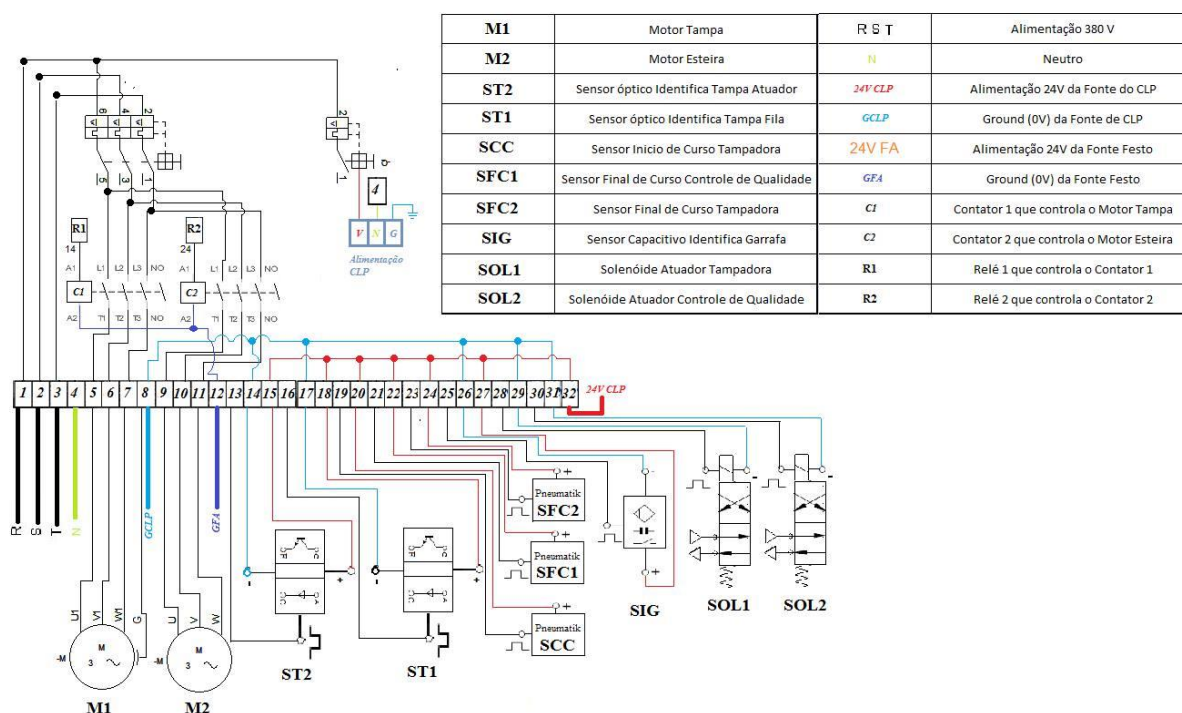 M1 Motor Tampa R S T Alimentação 380 V
M2 Motor Esteira N Neutro
ST2 Sensor óptico Identifica Tampa Atuador 24V CLP Alimentação 24V da Fonte do CLP
ST1 Sensor óptico Identifica Tampa Fila GCLP Ground (0V) da Fonte de CLP
SCC Sensor Inicio de Curso Tampadora 24V FA Alimentação 24V da Fonte Festo
SFC1 Sensor Final de Curso Controle de Qualidade GFA Ground (0V) da Fonte Festo
SFC2 Sensor Final de Curso Tampadora C1 Contator 1 que controla o Motor Tampa
SIG Sensor Capacitivo Identifica Garrafa C2 Contator 2 que controla o Motor Esteira
SOL1 Solenóide Atuador Tampadora R1 Relé 1 que controla o Contator 1
SOL2 Solenóide Atuador Controle de Qualidade R2 Relé 2 que controla o Contator 2
6 4 2 2
5 3 1 1
4
V N G
Alimentação
CLP
R1 R2
14 24
A1 L1 L2 L3 NO A1 L1 L2 L3 NO
C1 C2
A2 T1 T2 T3 NO A2 T1 T2 T3 NO
1 2 3 4 5 6 7 8 9 10 11 12 13 14 15 16 17 18 19 20 21 22 23 24 25 26 27 28 29 30 31 32
24V CLP
R S T N GCLP GFA
U1 V1 W1 G U V W
M 3 -M
M 3 -M
M1 M2
- +
ST2
- +
ST1
+
Pneumatik
SFC2
+
Pneumatik
SFC1
+
Pneumatik
SCC
-
+
SIG
-
SOL1
-
SOL2